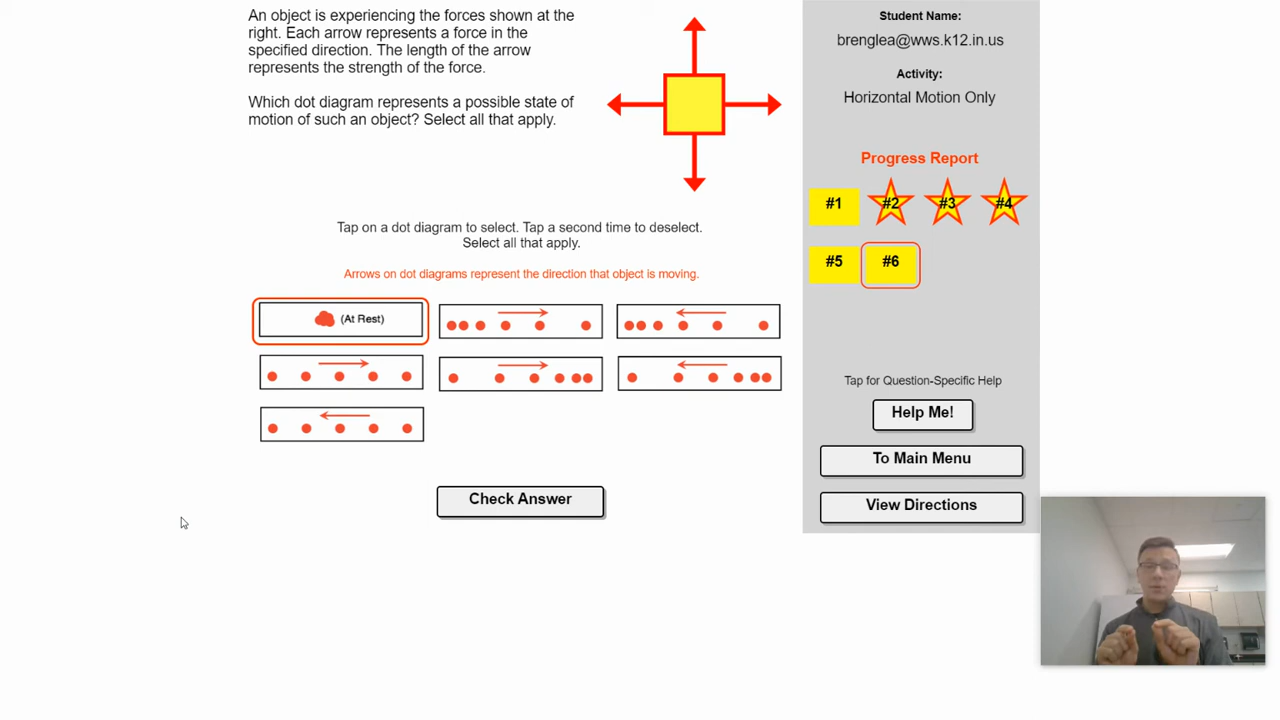 An object is experiencing the forces shown at the
right. Each arrow represents a force in the
specified direction. The length of the arrow
represents the strength of the force.
Which dot diagram represents a possible state of
motion of such an object? Select all that apply.
Tap on a dot diagram to select. Tap a second time to deselect.
Select all that apply.
Arrows on dot diagrams represent the direction that object is moving.
(At Rest)
Check Answer
Student Name:
brenglea@wws.k12.in.us
Activity:
Horizontal Motion Only
Progress Report
#1 #2 #3 #4
#5 #6
Tap for Question-Specific Help
Help Me!
To Main Menu
View Directions